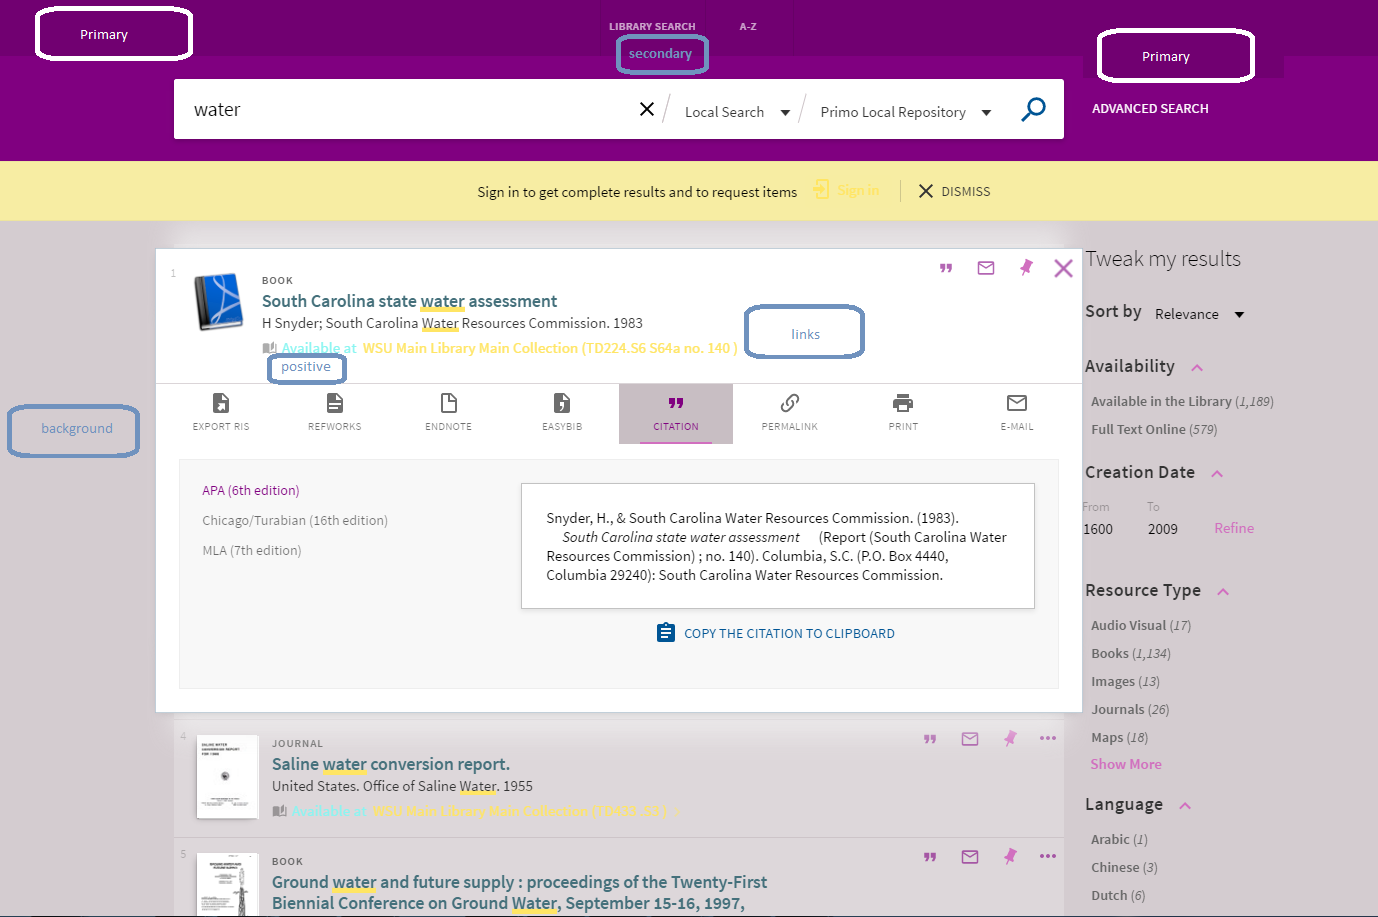 Primary
LIBRARY SEARCH
A-Z
secondary
Primary
water
Local Search
Primo Local Repository
ADVANCED SEARCH
Sign in to get complete results and to request items
Sign in
DISMISS
1
BOOK
South Carolina state water assessment
H Snyder; South Carolina Water Resources Commission. 1983
Available at WSU Main Library Main Collection (TD224.S6 S64a no. 140 )
links
positive
background
EXPORT RIS
REFWORKS
ENDNOTE
EASYBIB
CITATION
PERMALINK
PRINT
E-MAIL
APA (6th edition)
Chicago/Turabian (16th edition)
MLA (7th edition)
Snyder, H., & South Carolina Water Resources Commission. (1983).
South Carolina state water assessment (Report (South Carolina Water
Resources Commission) ; no. 140). Columbia, S.C. (P.O. Box 4440,
Columbia 29240): South Carolina Water Resources Commission.
COPY THE CITATION TO CLIPBOARD
4
JOURNAL
Saline water conversion report.
United States. Office of Saline Water. 1955
Available at WSU Main Library Main Collection (TD433 .S3 )
5
BOOK
Ground water and future supply : proceedings of the Twenty-First
Biennial Conference on Ground Water, September 15-16, 1997,
Tweak my results
Sort by Relevance
Availability
Available in the Library (1,189)
Full Text Online (579)
Creation Date
From
To
1600
2009
Refine
Resource Type
Audio Visual (17)
Books (1,134)
Images (13)
Journals (26)
Maps (18)
Show More
Language
Arabic (1)
Chinese (3)
Dutch (6)